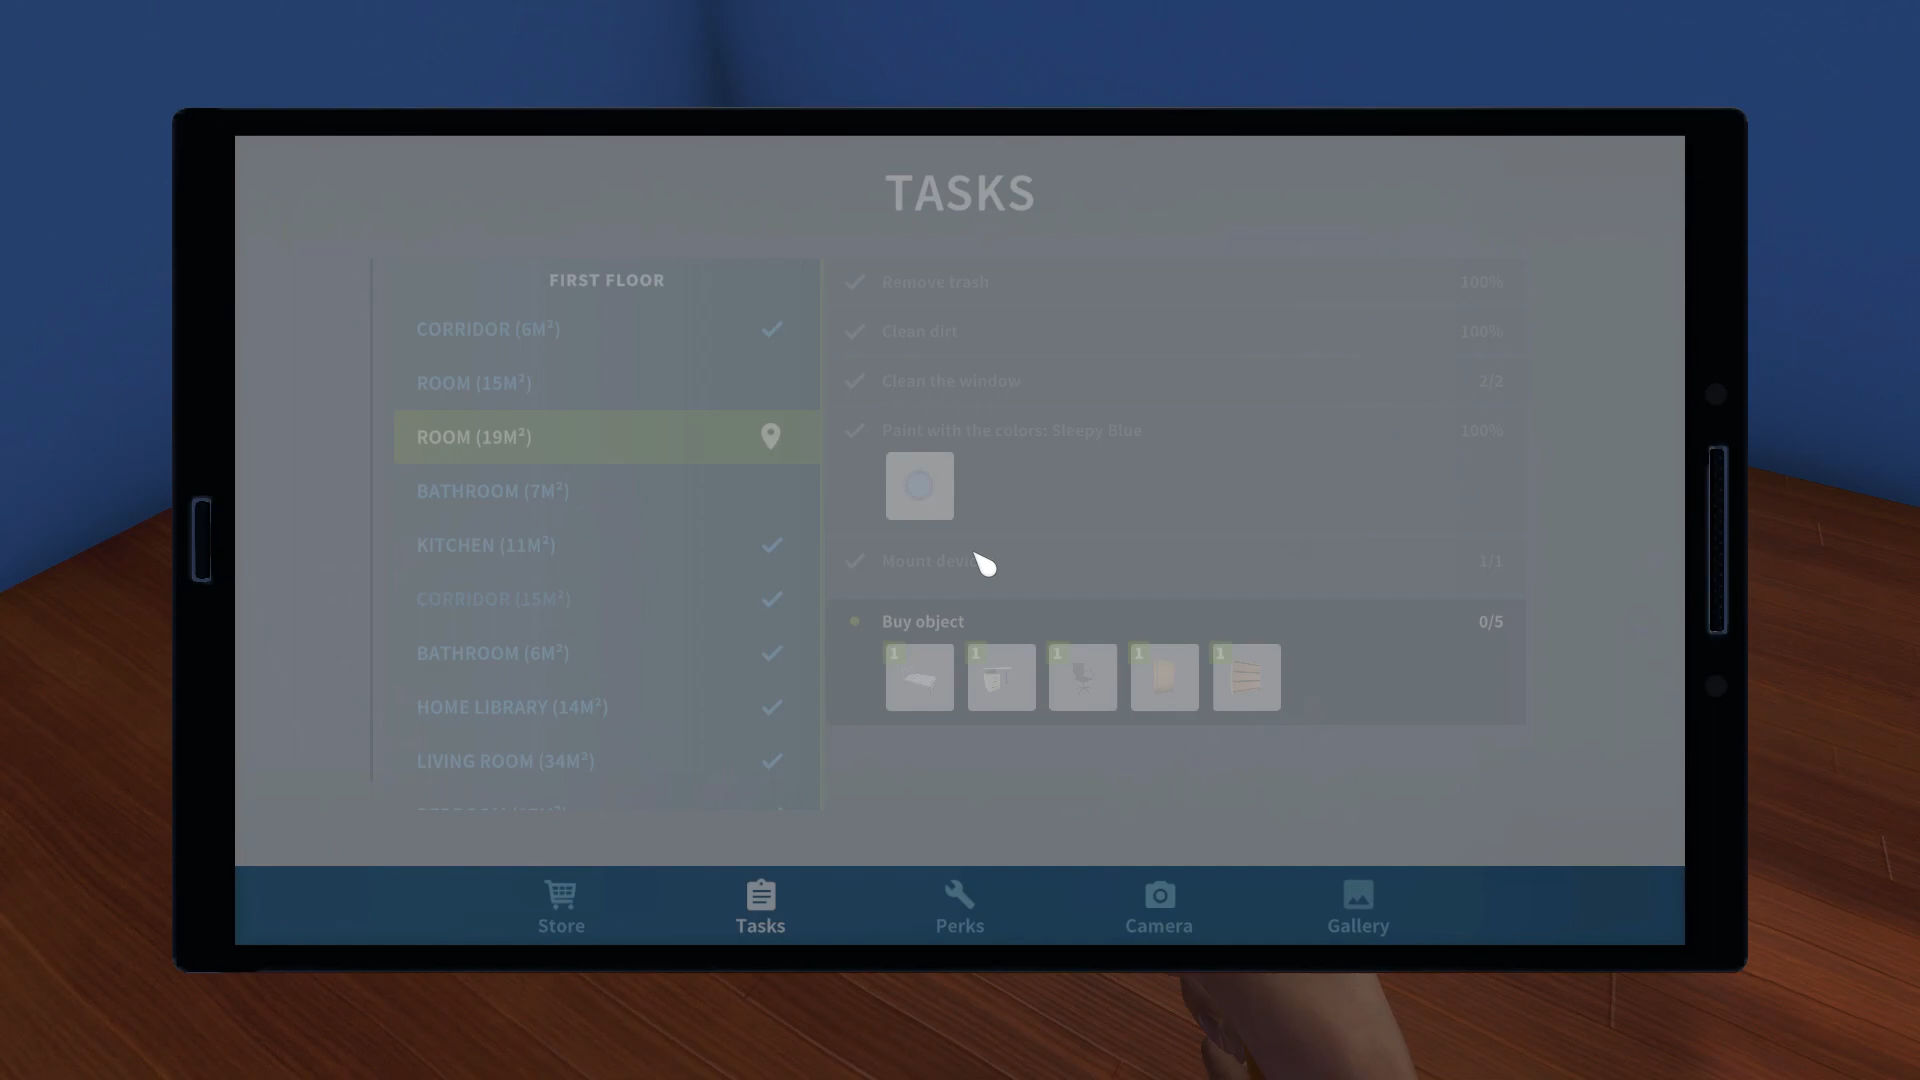 TASKS
FIRST FLOOR
CORRIDOR (6M²)
ROOM (15M²)
ROOM (19M²)
BATHROOM (7M²)
KITCHEN (11M²)
CORRIDOR (15M²)
BATHROOM (6M²)
HOME LIBRARY (14M²)
LIVING ROOM (34M²)
Remove trash 100%
Clean dirt 100%
Clean the window 2/2
Paint with the colors: Sleepy Blue 100%
Mount 1/1
Buy object 0/5
1 1 1 1 1
Store Tasks Perks Camera Gallery